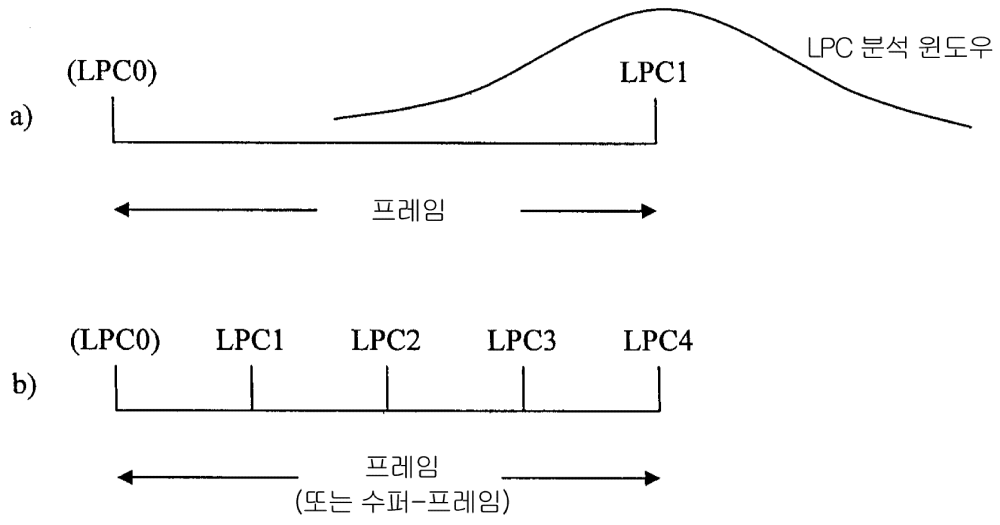 LPC 분석 윈도우
(LPC0) LPC1
a)
프레임
(LPC0) LPC1 LPC2 LPC3 LPC4
b)
프레임
(또는 수퍼-프레임)